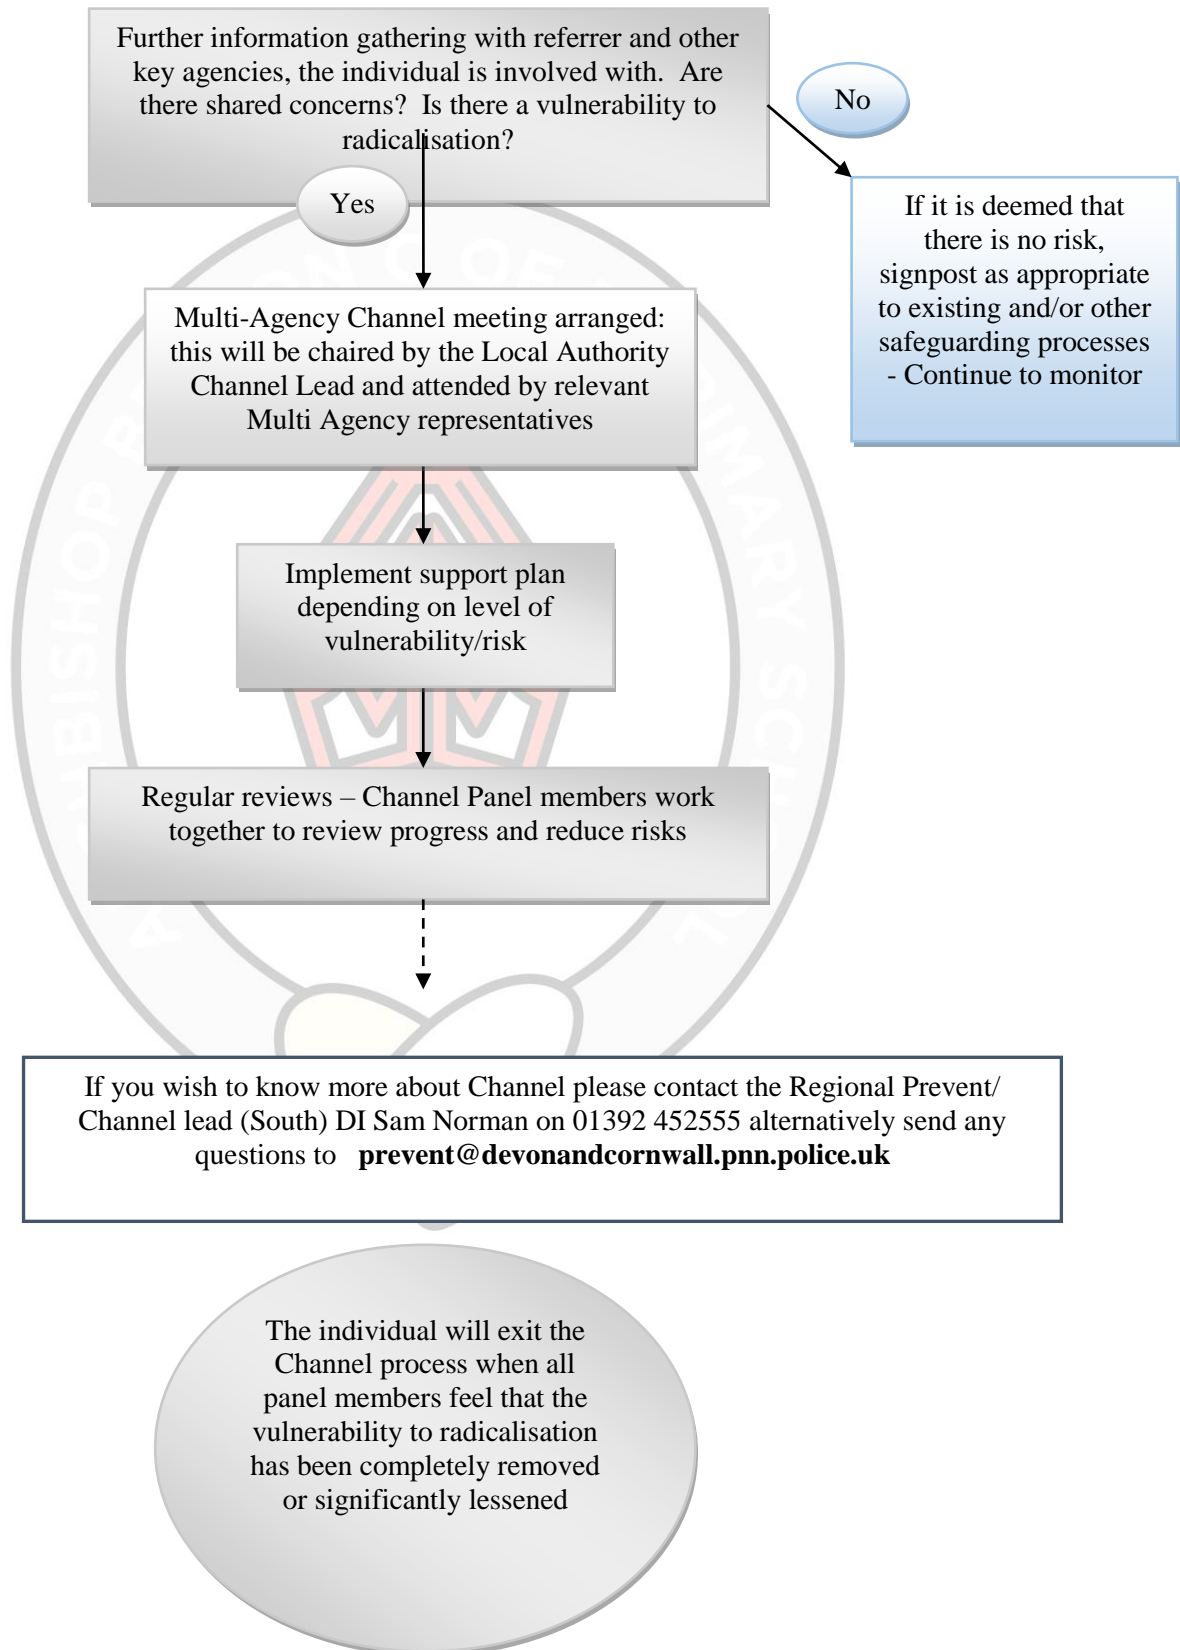 Further information gathering with referrer and other
key agencies, the individual is involved with.  Are
there shared concerns?  Is there a vulnerability to
radicalisation?
No
Yes
If it is deemed that
there is no risk,
signpost as appropriate
to existing and/or other
safeguarding processes
- Continue to monitor
Multi-Agency Channel meeting arranged:
this will be chaired by the Local Authority
Channel Lead and attended by relevant
Multi Agency representatives
Implement support plan
depending on level of
vulnerability/risk
Regular reviews – Channel Panel members work
together to review progress and reduce risks
If you wish to know more about Channel please contact the Regional Prevent/
Channel lead (South) DI Sam Norman on 01392 452555 alternatively send any
questions to   prevent@devonandcornwall.pnn.police.uk
The individual will exit the
Channel process when all
panel members feel that the
vulnerability to radicalisation
has been completely removed
or significantly lessened